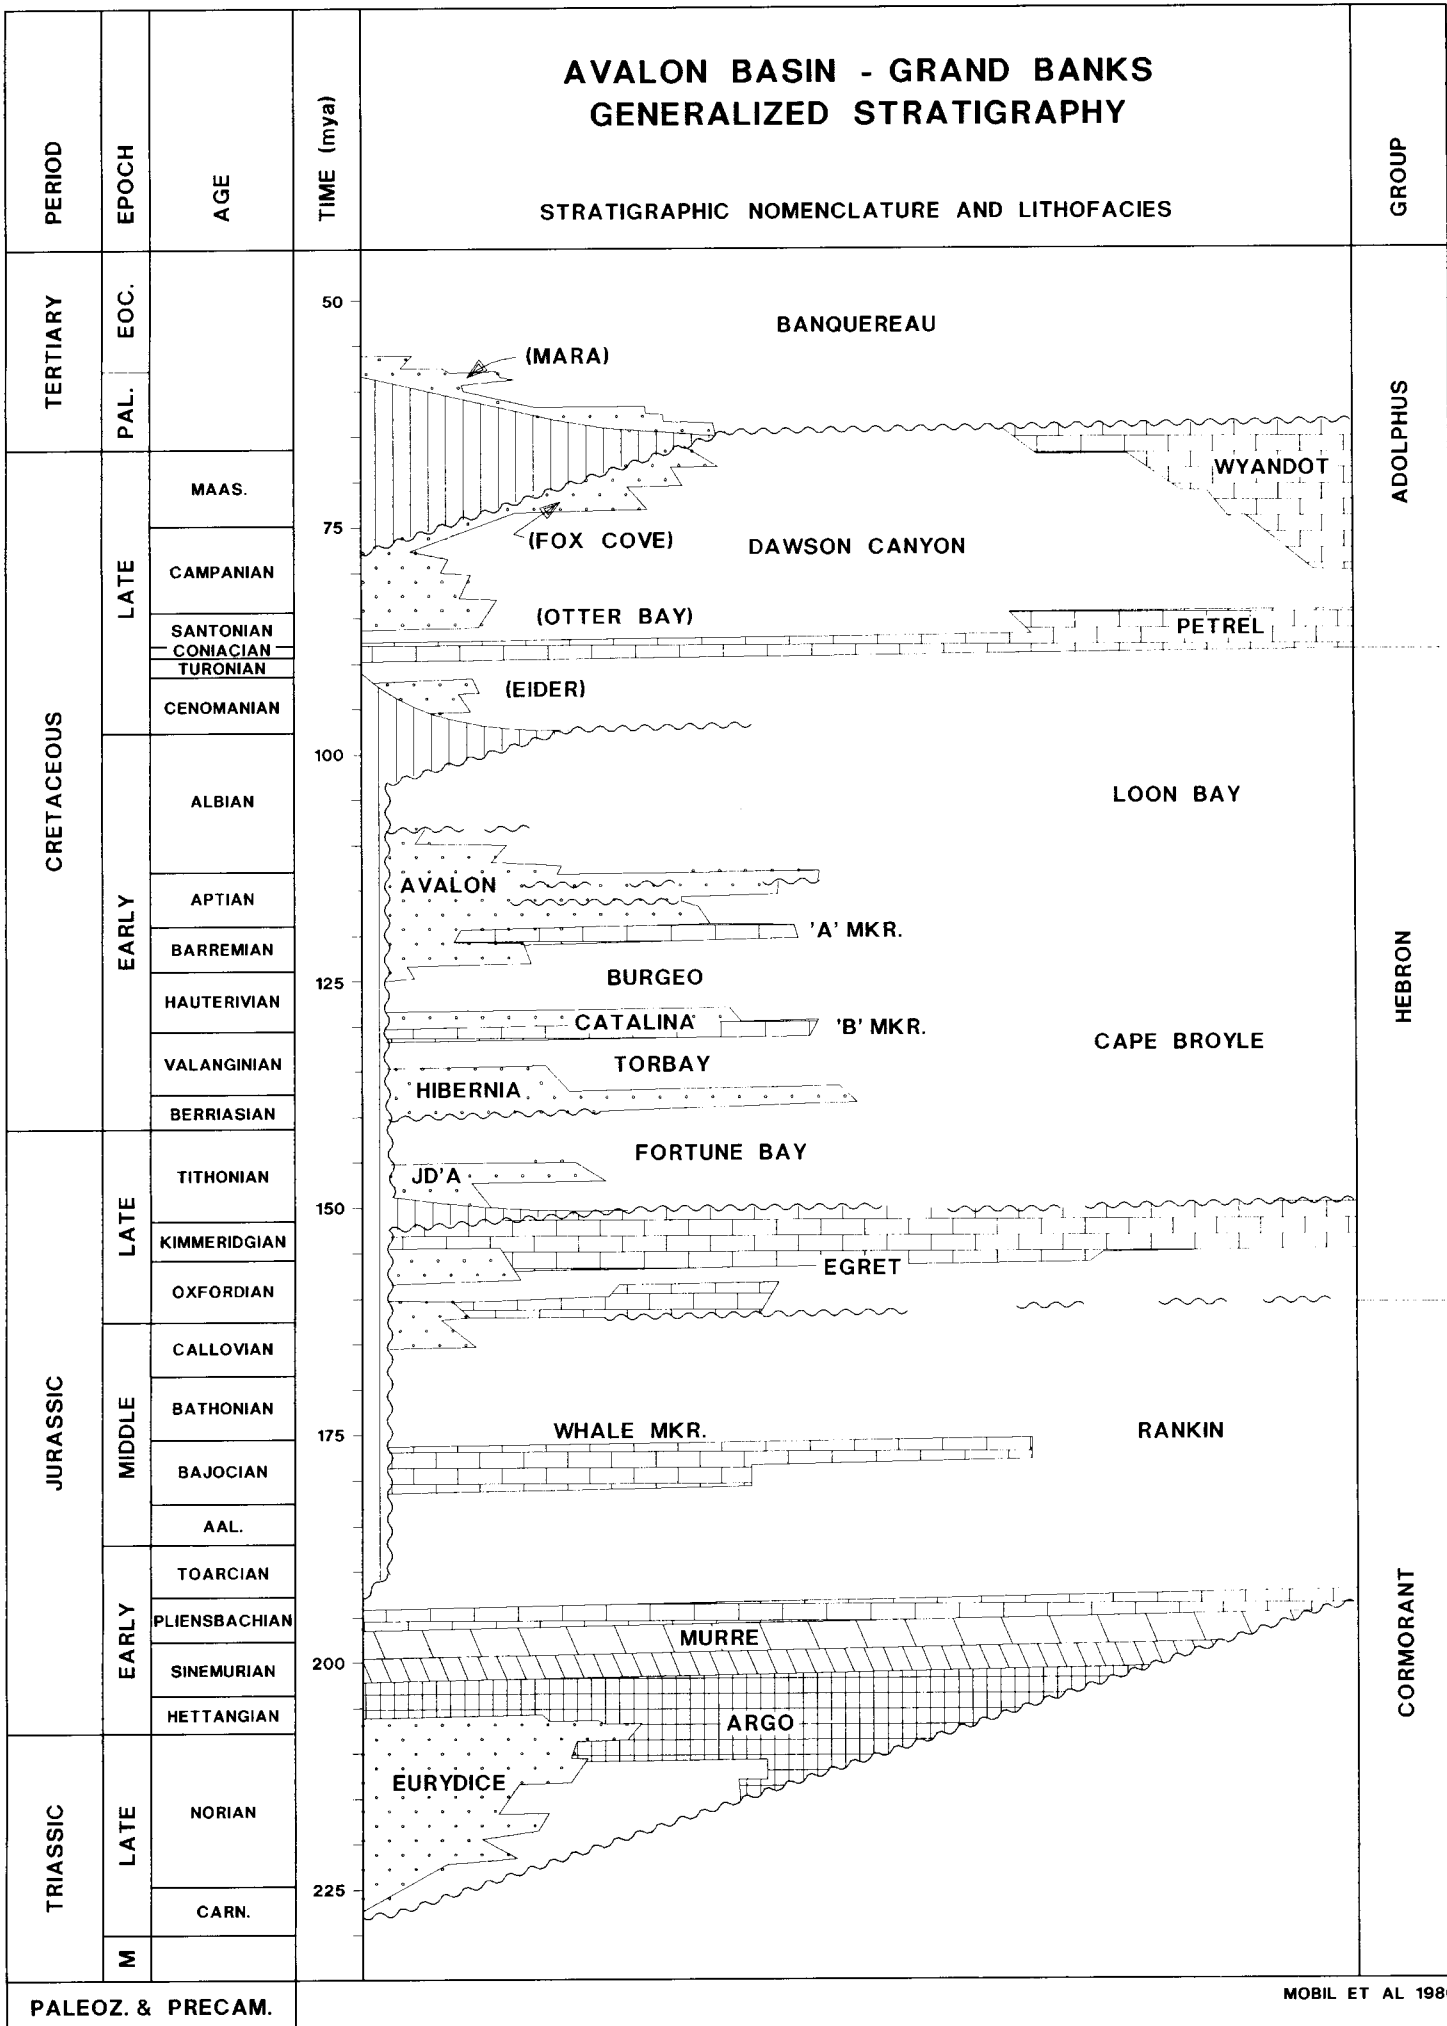 AVALON BASIN - GRAND BANKS
GENERALIZED STRATIGRAPHY
PERIOD
EPOCH
AGE
TIME (mya)
STRATIGRAPHIC NOMENCLATURE AND LITHOFACIES
GROUP
TERTIARY
CRETACEOUS
JURASSIC
TRIASSIC
EOC.
PAL.
LATE
EARLY
LATE
MIDDLE
EARLY
LATE
M
MAAS.
CAMPANIAN
SANTONIAN
CONIACIAN
TURONIAN
CENOMANIAN
ALBIAN
APTIAN
BARREMIAN
HAUTERIVIAN
VALANGINIAN
BERRIASIAN
TITHONIAN
KIMMERIDGIAN
OXFORDIAN
CALLOVIAN
BATHONIAN
BAJOCIAN
AAL.
TOARCIAN
PLIENSBACHIAN
SINEMURIAN
HETTANGIAN
NORIAN
CARN.
50
75
100
125
150
175
200
225
BANQUEREAU
(MARA)
WYANDOT
(FOX COVE)
DAWSON CANYON
(OTTER BAY)
PETREL
(EIDER)
LOON BAY
AVALON
'A' MKR.
BURGEO
CATALINA
'B' MKR.
CAPE BROYLE
TORBAY
HIBERNIA
FORTUNE BAY
JD'A
EGRET
WHALE MKR.
RANKIN
MURRE
ARGO
EURYDICE
ADOLPHUS
HEBRON
CORMORANT
PALEOZ. & PRECAM.
MOBIL ET AL